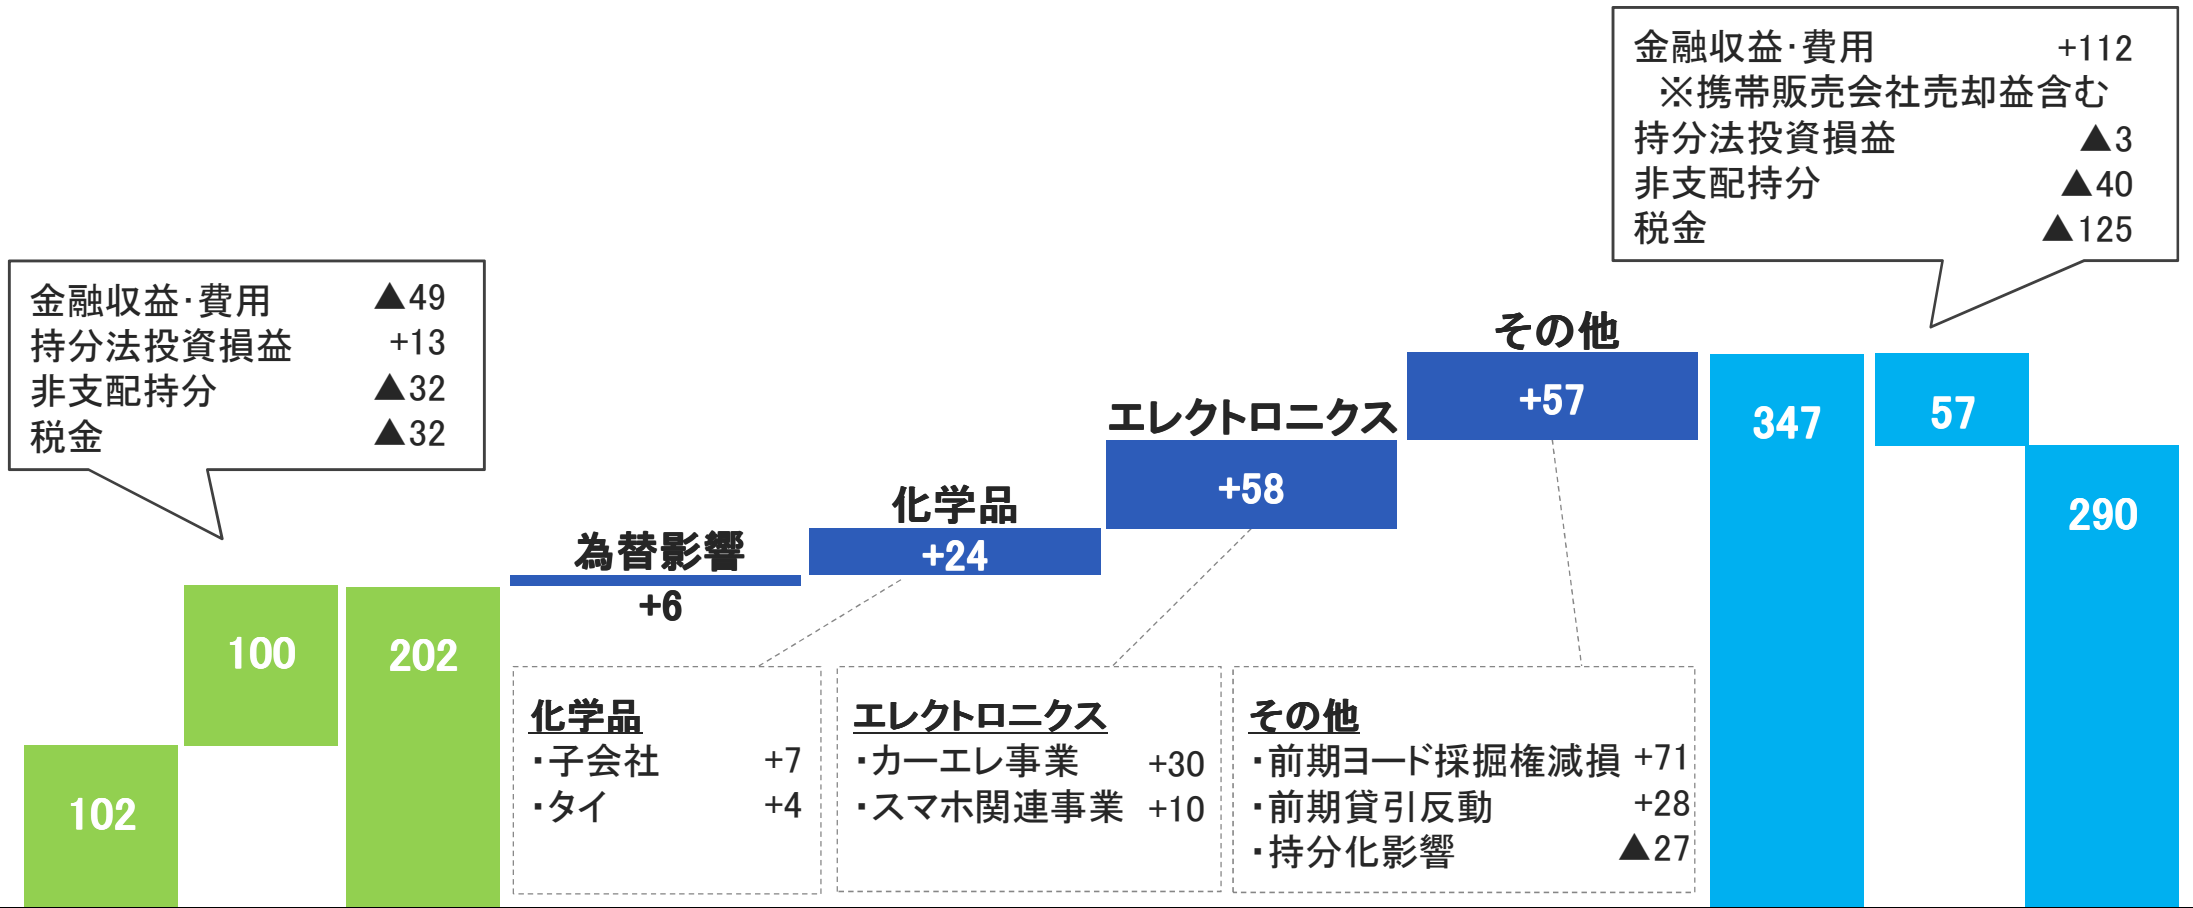 金融収益・費用 +112
※携帯販売会社売却益含む
持分法投資損益 ▲3
非支配持分 ▲40
税金 ▲125
金融収益・費用 ▲49
持分法投資損益 +13
非支配持分 ▲32
税金 ▲32
102
100
202
為替影響
+6
化学品
+24
エレクトロニクス
+58
その他
+57
347
57
290
化学品
・子会社 +7
・タイ +4
エレクトロニクス
・カーエレ事業 +30
・スマホ関連事業 +10
その他
・前期ヨード採掘権減損 +71
・前期貸引反動 +28
・持分化影響 ▲27